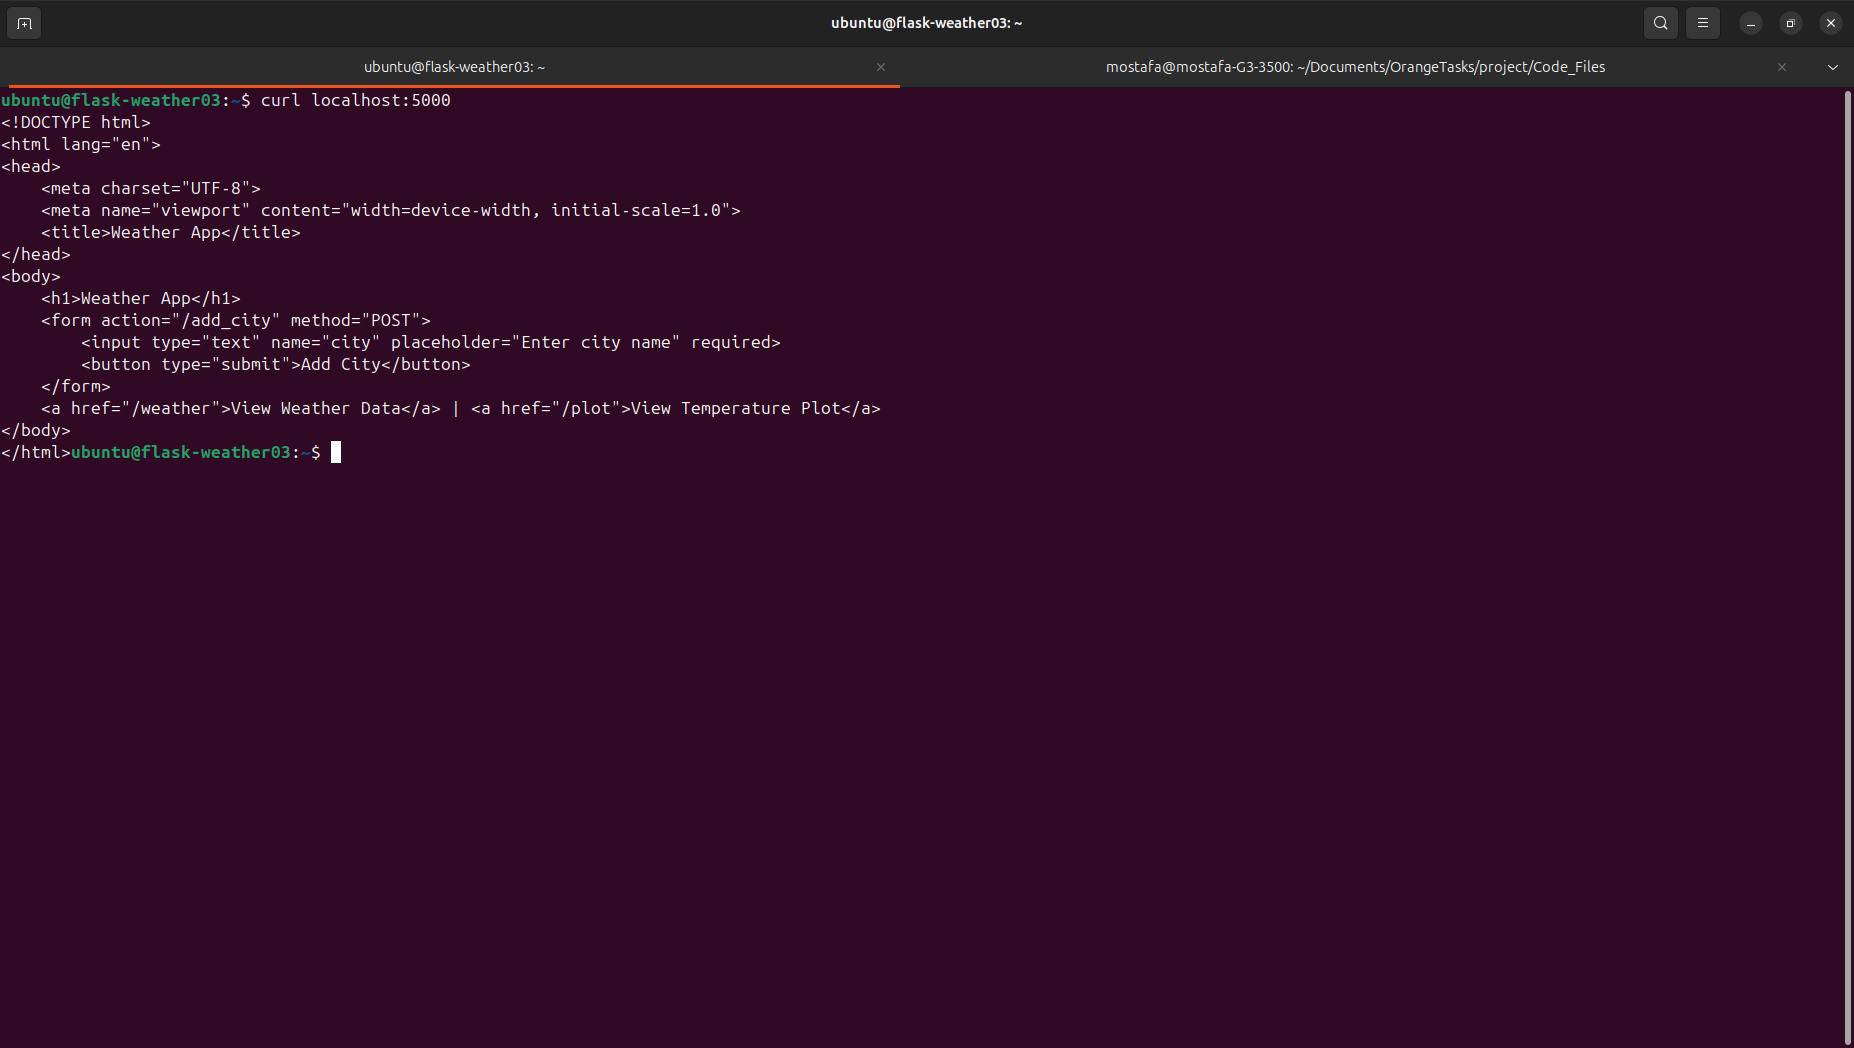 ubuntu@flask-weather03: ~
ubuntu@flask-weather03: ~
mostafa@mostafa-G3-3500: ~/Documents/OrangeTasks/project/Code_Files
ubuntu@flask-weather03:~$ curl localhost:5000
<!DOCTYPE html>
<html lang="en">
<head>
    <meta charset="UTF-8">
    <meta name="viewport" content="width=device-width, initial-scale=1.0">
    <title>Weather App</title>
</head>
<body>
    <h1>Weather App</h1>
    <form action="/add_city" method="POST">
        <input type="text" name="city" placeholder="Enter city name" required>
        <button type="submit">Add City</button>
    </form>
    <a href="/weather">View Weather Data</a> | <a href="/plot">View Temperature Plot</a>
</body>
</html>ubuntu@flask-weather03:~$